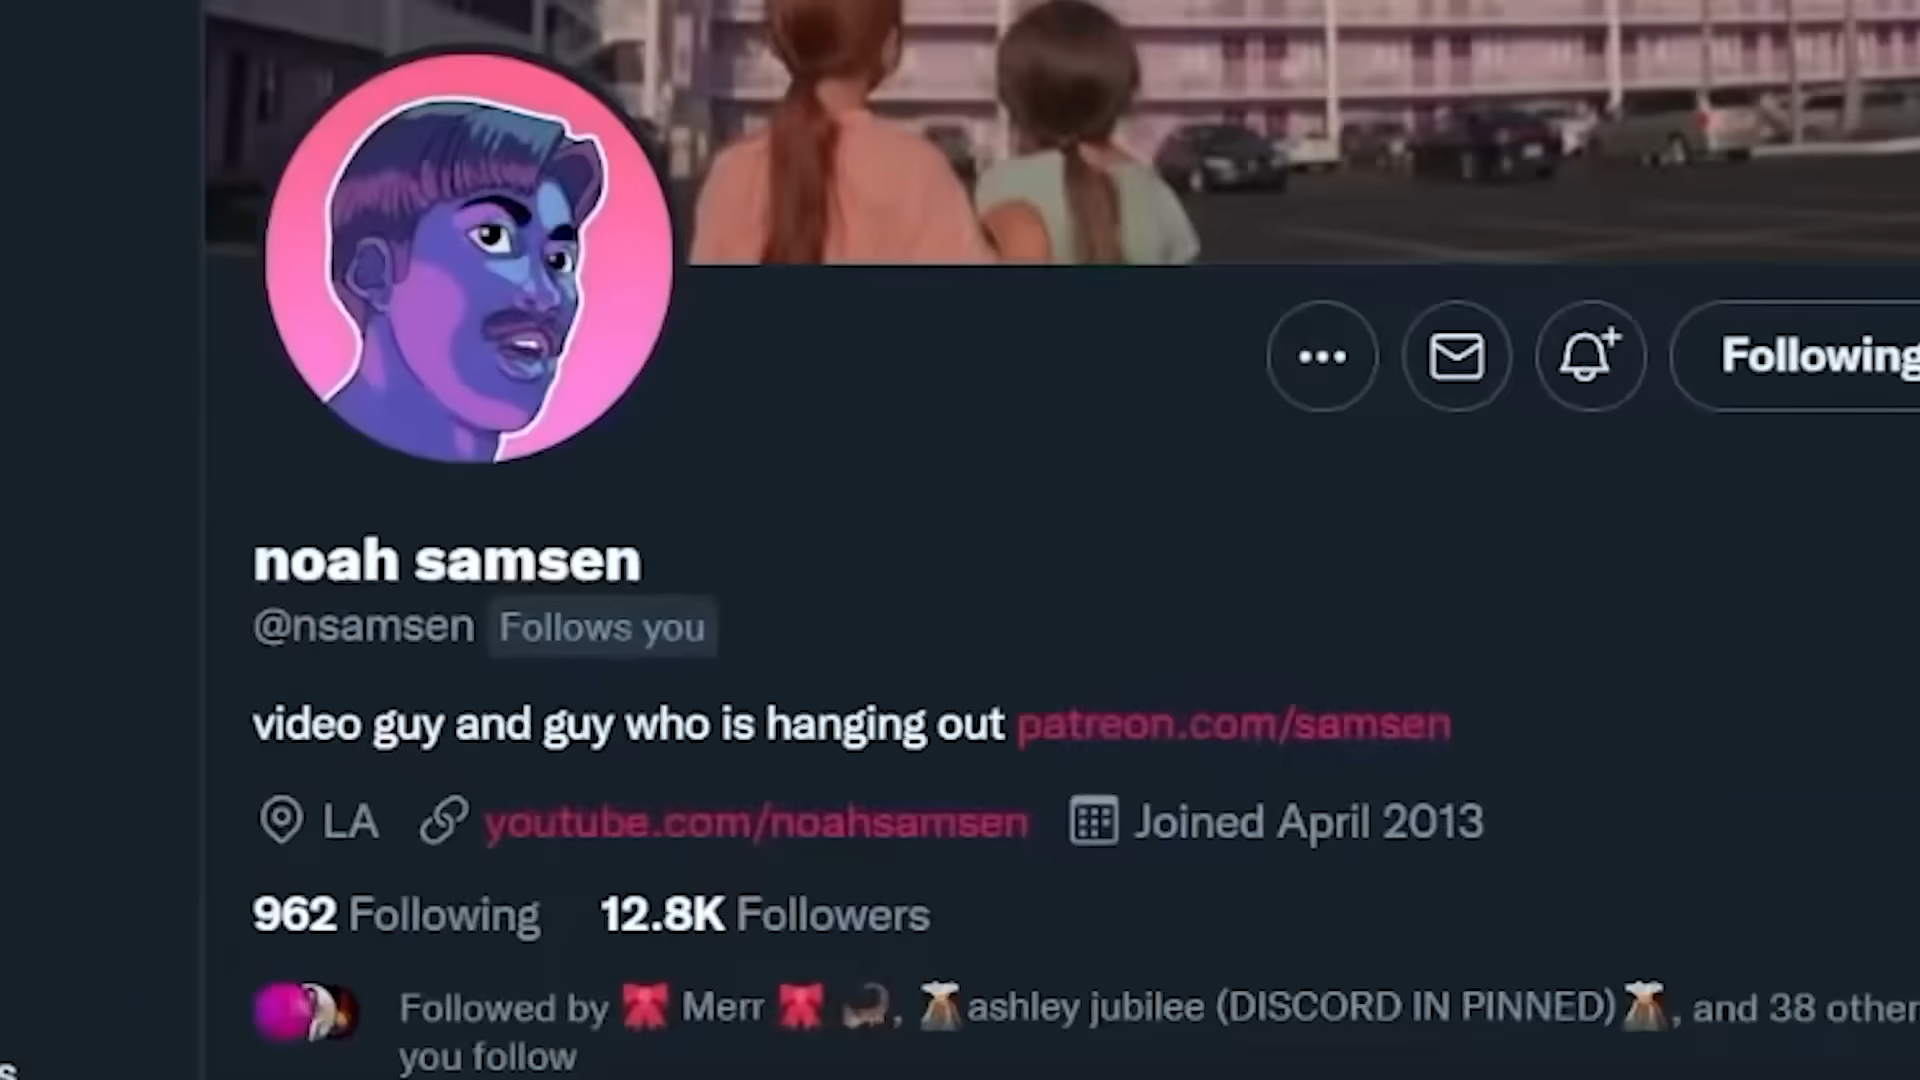 Following
noah samsen
@nsamsen Follows you
video guy and guy who is hanging out patreon.com/samsen
LA youtube.com/noahsamsen Joined April 2013
962 Following 12.8K Followers
Followed by 🎀 Merr 🎀 🦂, 🌋ashley jubilee (DISCORD IN PINNED)🌋, and 38 other
you follow
s